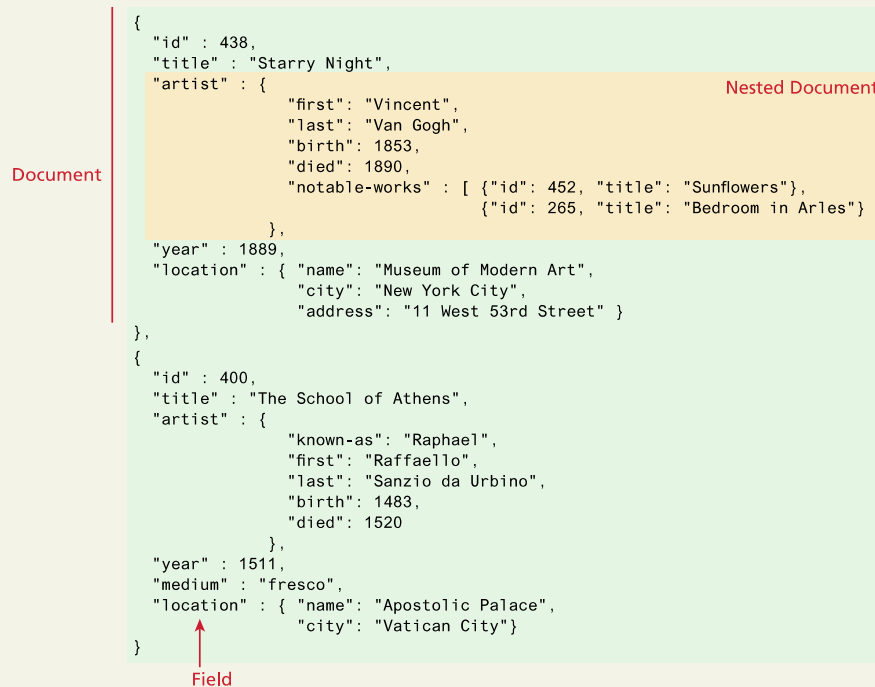 {
"id" : 438,
"title" : "Starry Night",
"artist" : {
Nested Document
"first": "Vincent",
"last": "Van Gogh",
"birth": 1853,
Document
"died": 1890,
"notable-works" : [ {"id": 452, "title": "Sunflowers"},
{"id": 265, "title": "Bedroom in Arles"}
},
"year" : 1889,
"location" : { "name": "Museum of Modern Art",
"city": "New York City",
"address": "11 West 53rd Street" }
},
{
"id" : 400,
"title" : "The School of Athens",
"artist" : {
"known-as": "Raphael",
"first": "Raffaello",
"last": "Sanzio da Urbino",
"birth": 1483,
"died": 1520
},
"year" : 1511,
"medium" : "fresco",
"location" : { "name": "Apostolic Palace",
"city": "Vatican City"}
}
Field